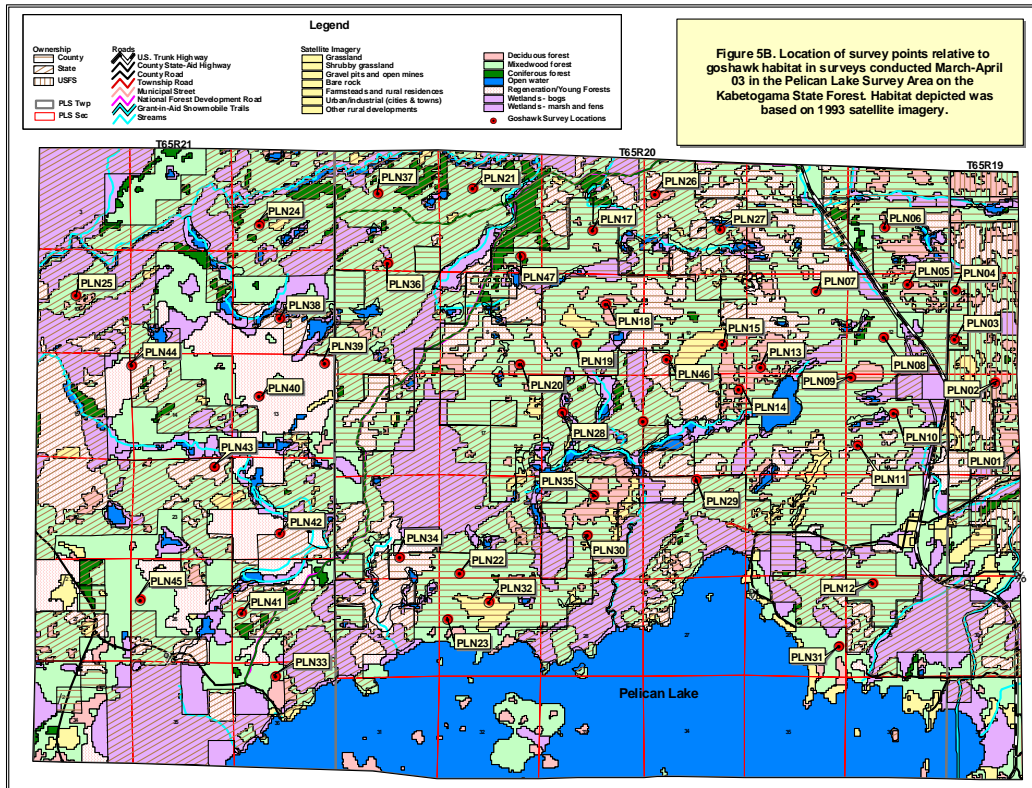 Legend
Ownership
County
State
USFS
PLS Twp
PLS Sec
Roads
U.S. Trunk Highway
County State-Aid Highway
County Road
Township Road
Municipal Street
National Forest Development Road
Grant-in-Aid Snowmobile Trails
Streams
Satellite Imagery
Grassland
Shrubby grassland
Gravel pits and open mines
Bare rock
Farmsteads and rural residences
Urban/industrial (cities & towns)
Other rural developments
Deciduous forest
Mixedwood forest
Coniferous forest
Open water
Regeneration/Young Forests
Wetlands - bogs
Wetlands - marsh and fens
Goshawk Survey Locations
Figure 5B. Location of survey points relative to
goshawk habitat in surveys conducted March-April
03 in the Pelican Lake Survey Area on the
Kabetogama State Forest. Habitat depicted was
based on 1993 satellite imagery.
T65R21
T65R20
T65R19
PLN37
PLN21
PLN26
PLN24
PLN17
PLN27
PLN06
PLN47
PLN36
PLN25
PLN07
PLN05
PLN04
PLN38
PLN18
PLN15
PLN03
PLN39
PLN44
PLN19
PLN13
PLN08
PLN46
PLN09
PLN20
PLN40
PLN02
PLN14
PLN28
PLN10
PLN43
PLN01
PLN11
PLN35
PLN29
PLN42
PLN34
PLN30
PLN22
PLN45
PLN32
PLN12
PLN41
PLN23
PLN31
PLN33
Pelican Lake
31
32
34